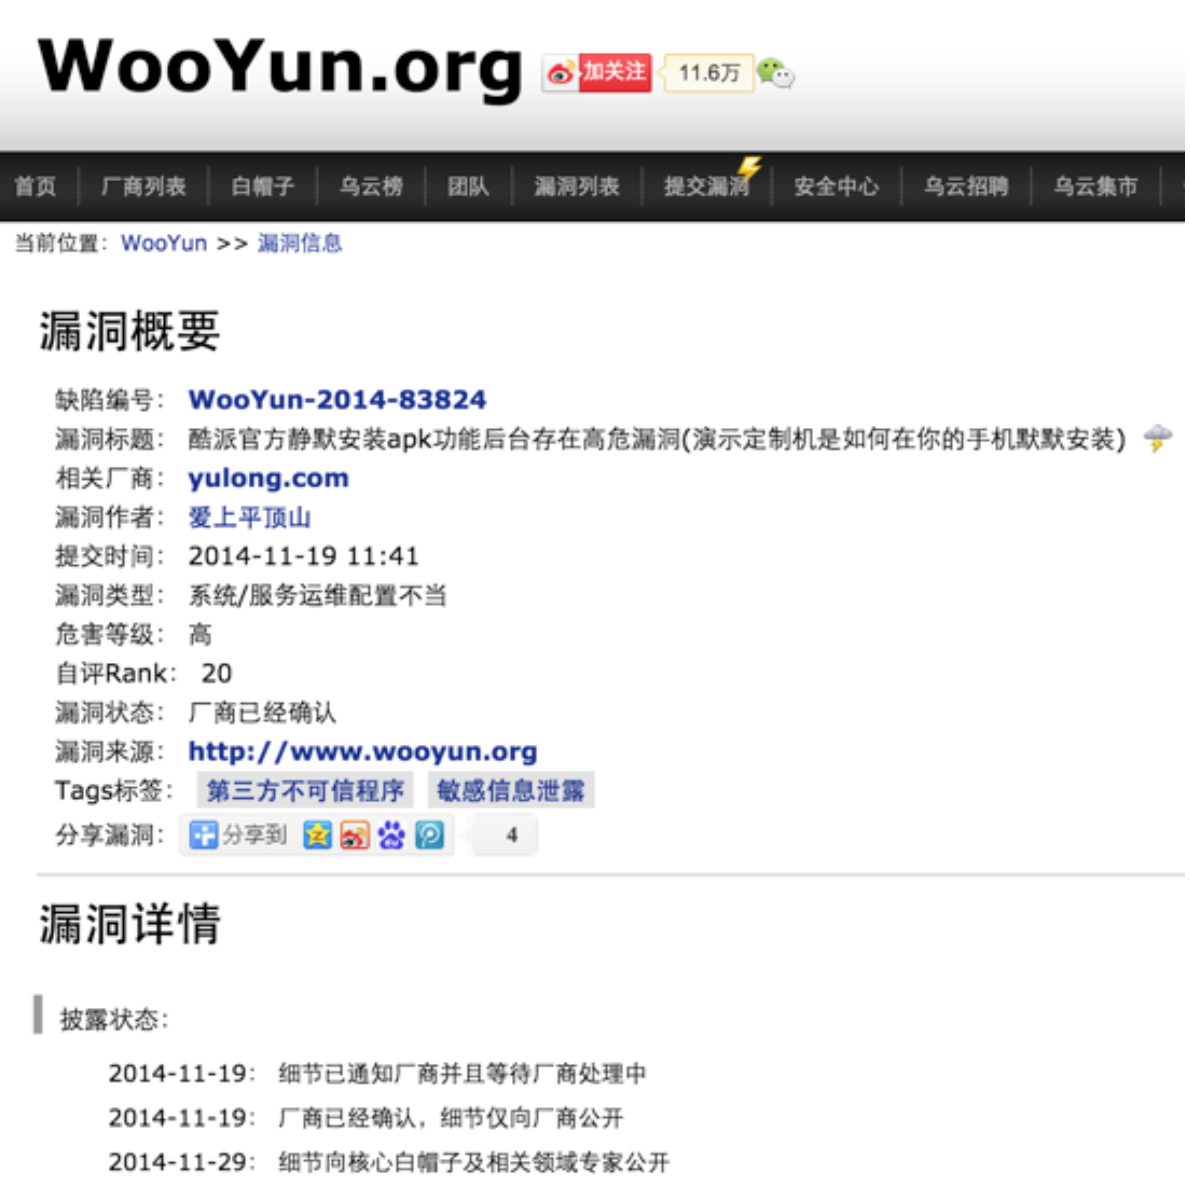 WooYun.org 加关注 11.6万
首页 厂商列表 白帽子 乌云榜 团队 漏洞列表 提交漏洞 安全中心 乌云招聘 乌云集市
当前位置: WooYun >> 漏洞信息
漏洞概要
缺陷编号: WooYun-2014-83824
漏洞标题: 酷派官方静默安装apk功能后台存在高危漏洞(演示定制机是如何在你的手机默默安装)
相关厂商: yulong.com
漏洞作者: 爱上平顶山
提交时间: 2014-11-19 11:41
漏洞类型: 系统/服务运维配置不当
危害等级: 高
自评Rank: 20
漏洞状态: 厂商已经确认
漏洞来源: http://www.wooyun.org
Tags标签: 第三方不可信程序 敏感信息泄露
分享漏洞: 分享到 4
漏洞详情
披露状态:
2014-11-19: 细节已通知厂商并且等待厂商处理中
2014-11-19: 厂商已经确认，细节仅向厂商公开
2014-11-29: 细节向核心白帽子及相关领域专家公开